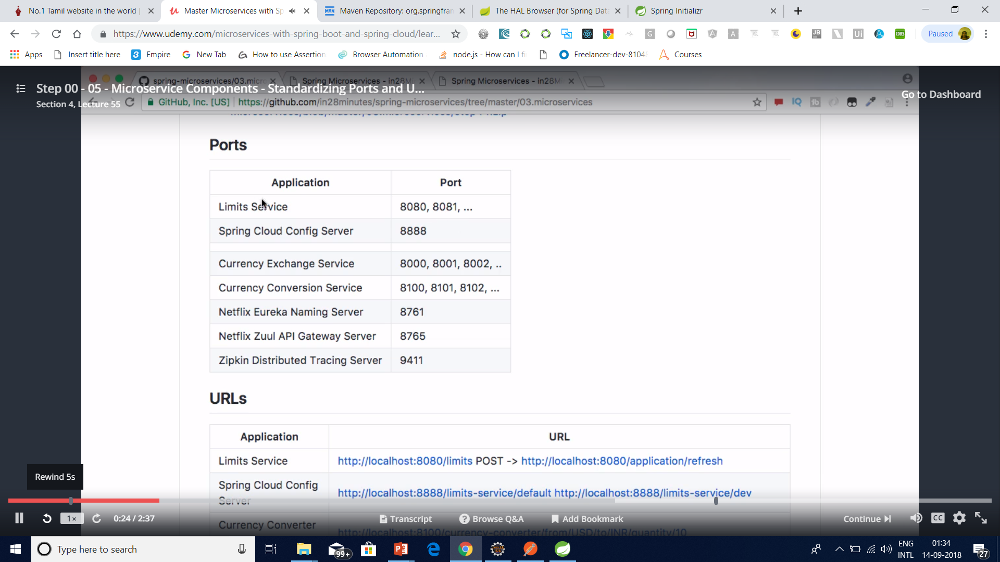 No.1 Tamil website in the world |
Master Microservices with Sp
MVN Maven Repository: org.springfran
The HAL Browser (for Spring Data
Spring Initializr
https://www.udemy.com/microservices-with-spring-boot-and-spring-cloud/lear...
Paused
Apps
Insert title here
Empire
New Tab
How to use Assertion
Browser Automation
node.js - How can I fi
Freelancer-dev-81048
Courses
spring-microservices/03.micro
Spring Microservices - in28Mi
Spring Microservices - in28Mi
Step 00 - 05 - Microservice Components - Standardizing Ports and U...
Section 4, Lecture 55
Go to Dashboard
GitHub, Inc. [US] | https://github.com/in28minutes/spring-microservices/tree/master/03.microservices
Ports
Application Port
Limits Service 8080, 8081, ...
Spring Cloud Config Server 8888
Currency Exchange Service 8000, 8001, 8002, ..
Currency Conversion Service 8100, 8101, 8102, ...
Netflix Eureka Naming Server 8761
Netflix Zuul API Gateway Server 8765
Zipkin Distributed Tracing Server 9411
URLs
Application URL
Limits Service http://localhost:8080/limits POST -> http://localhost:8080/application/refresh
Spring Cloud Config
Server
http://localhost:8888/limits-service/default http://localhost:8888/limits-service/dev
Rewind 5s
1×
0:24 / 2:37
Transcript
Browse Q&A
Add Bookmark
Continue
CC
Currency Converter
http://localhost:8100/currency-converter/from/USD/to/INR/quantity/10
Type here to search
99+
ENG
INTL
01:34
14-09-2018
27